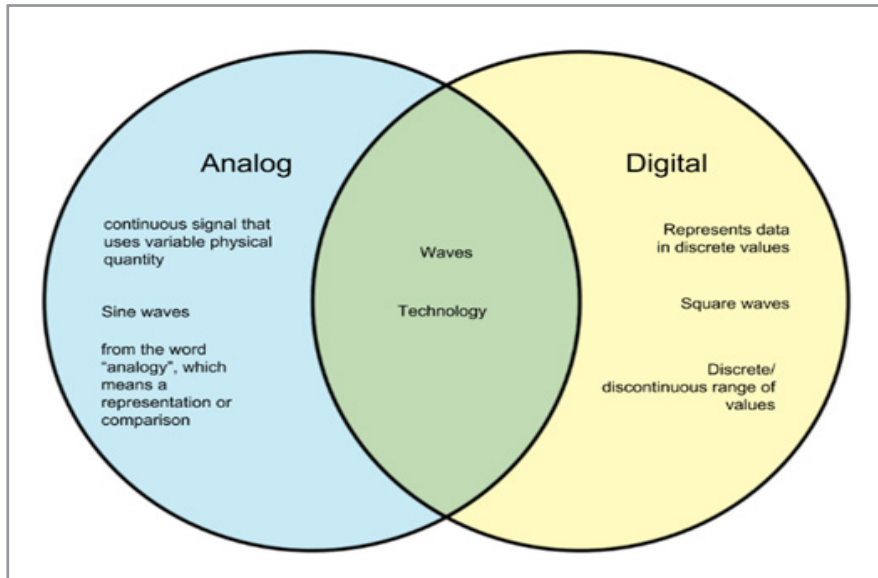 Analog
continuous signal that
uses variable physical
quantity
Sine waves
from the word
“analogy”, which
means a
representation or
comparison
Waves
Technology
Digital
Represents data
in discrete values
Square waves
Discrete/
discontinuous range of
values